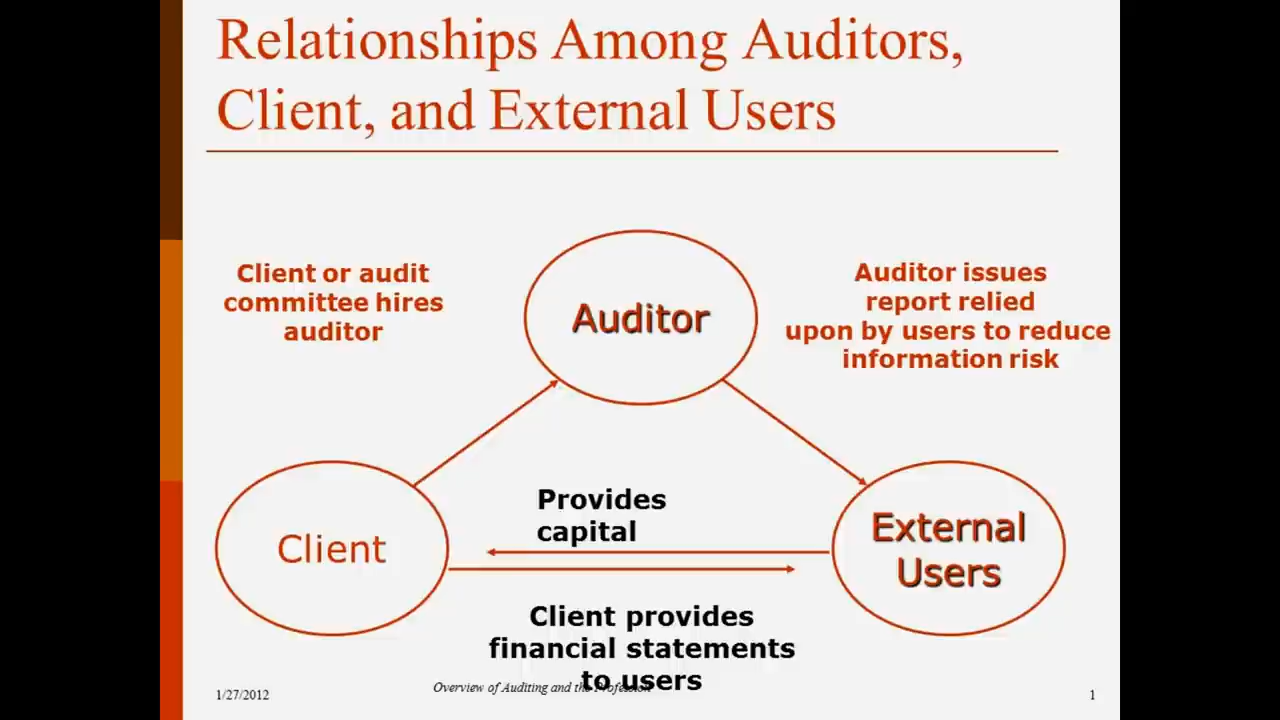 Relationships Among Auditors,
Client, and External Users
Client or audit
committee hires
auditor
Auditor
Auditor issues
report relied
upon by users to reduce
information risk
Client
Provides
capital
External
Users
Client provides
financial statements
to users
1/27/2012
Overview of Auditing and the Profession
1